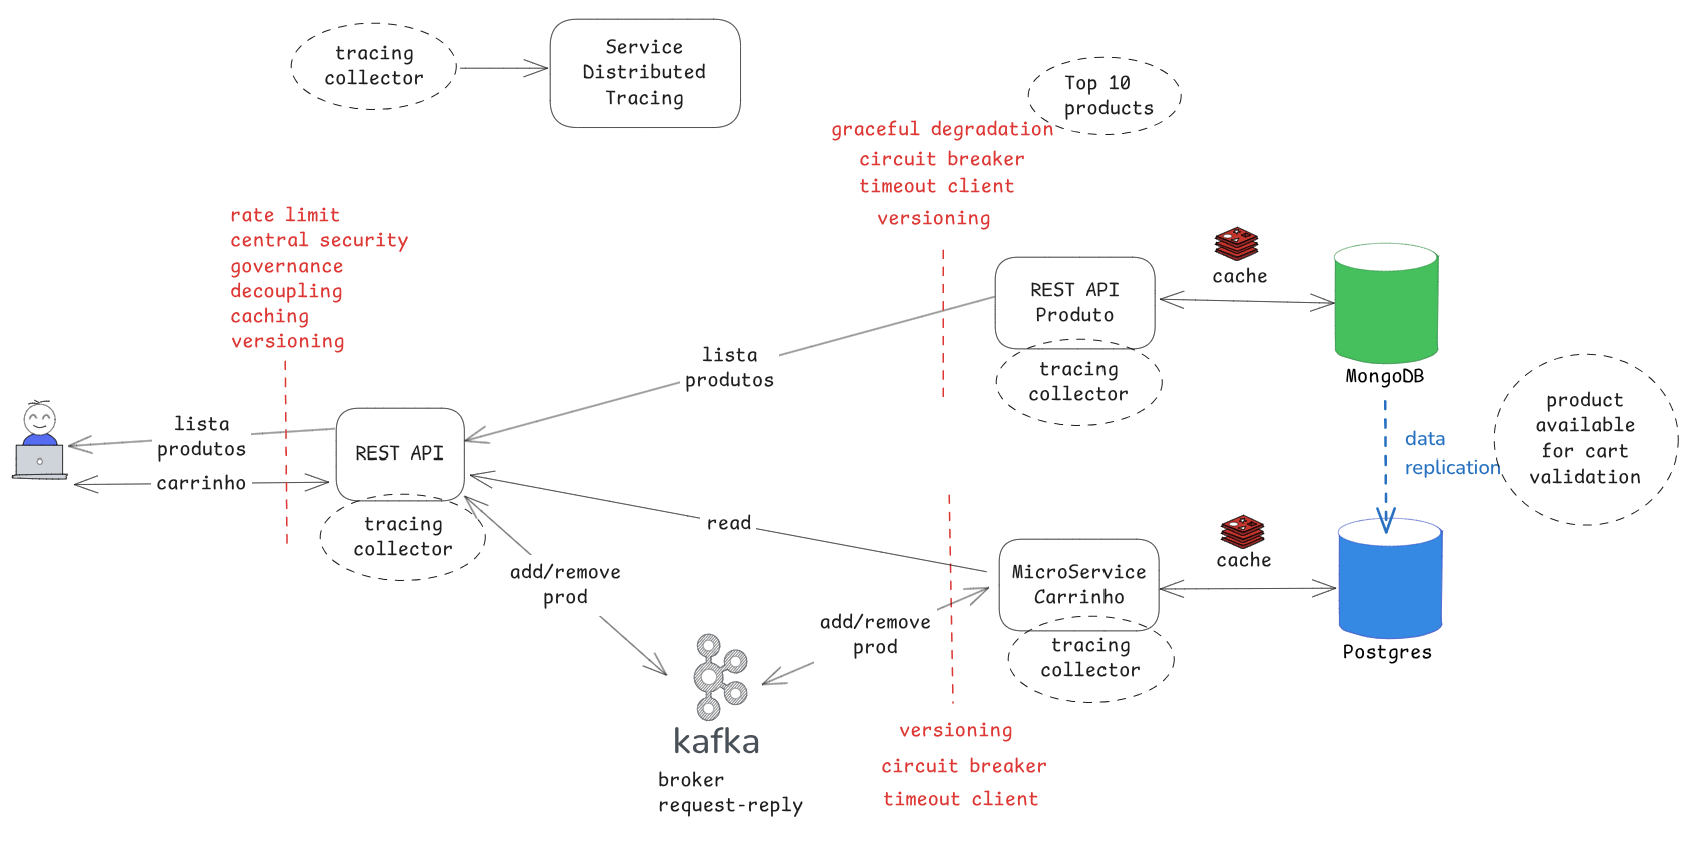 tracing
collector
Service
Distributed
Tracing
Top 10
products
graceful degradation
circuit breaker
timeout client
versioning
rate limit
central security
governance
decoupling
caching
versioning
cache
REST API
Produto
lista
produtos
tracing
collector
MongoDB
product
available
for cart
validation
data
replication
lista
produtos
carrinho
REST API
tracing
collector
read
add/remove
prod
cache
MicroService
Carrinho
add/remove
prod
tracing
collector
Postgres
kafka
broker
request-reply
versioning
circuit breaker
timeout client